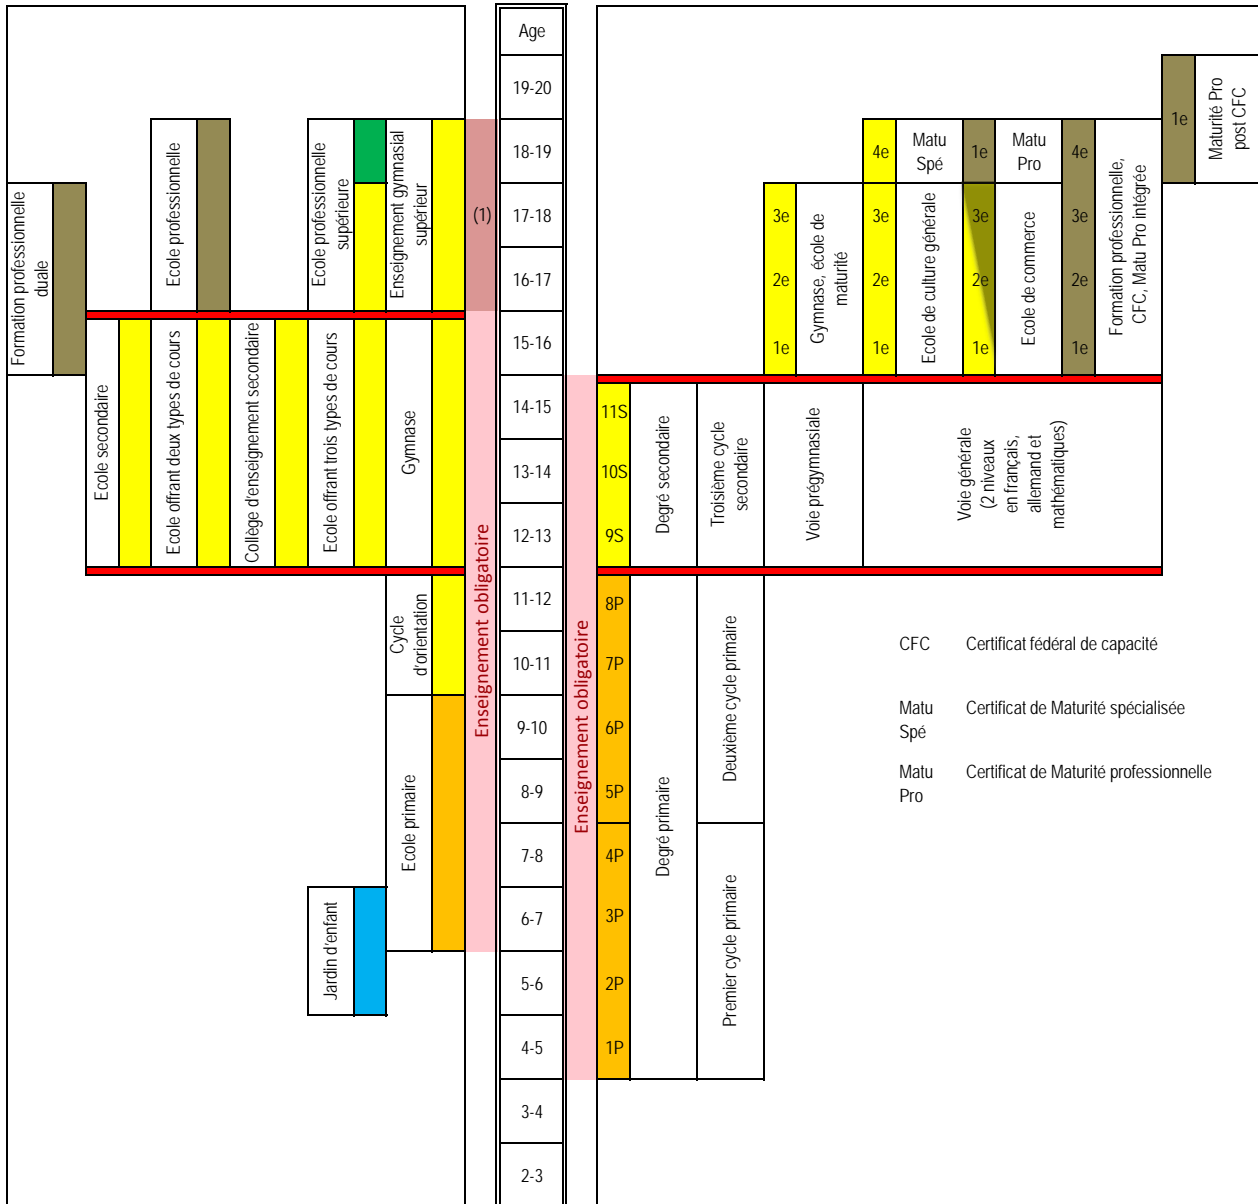 Formation professionnelle
duale
Ecole professionnelle
Ecole professionnelle
supérieure
Enseignement gymnasial
supérieur
Ecole secondaire
Ecole offrant deux types de cours
Collège d'enseignement secondaire
Ecole offrant trois types de cours
Gymnase
Cycle
d'orientation
Ecole primaire
Jardin d'enfant
(1)
Enseignement obligatoire
Age
19-20
18-19
17-18
16-17
15-16
14-15
13-14
12-13
11-12
10-11
9-10
8-9
7-8
6-7
5-6
4-5
3-4
2-3
Enseignement obligatoire
1e
Maturité Pro
post CFC
4e
Matu
Spé
1e
Matu
Pro
4e
3e
2e
1e
Gymnase, école de
maturité
3e
2e
1e
Ecole de culture générale
3e
2e
1e
Ecole de commerce
3e
2e
1e
Formation professionnelle,
CFC, Matu Pro intégrée
11S
10S
9S
Degré secondaire
Troisième cycle
secondaire
Voie prégymnasiale
Voie générale
(2 niveaux
en français,
allemand et
mathématiques)
8P
7P
6P
5P
4P
3P
2P
1P
Degré primaire
Deuxième cycle primaire
Premier cycle primaire
CFC Certificat fédéral de capacité
Matu Certificat de Maturité spécialisée
Spé
Matu Certificat de Maturité professionnelle
Pro